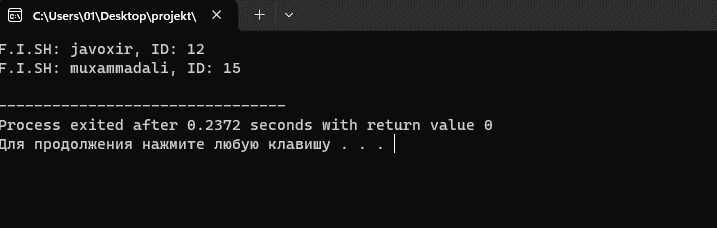 C:\Users\01\Desktop\projekt\
F.I.SH: javoxir, ID: 12
F.I.SH: muxammadali, ID: 15
--------------------------------
Process exited after 0.2372 seconds with return value 0
Для продолжения нажмите любую клавишу . . .